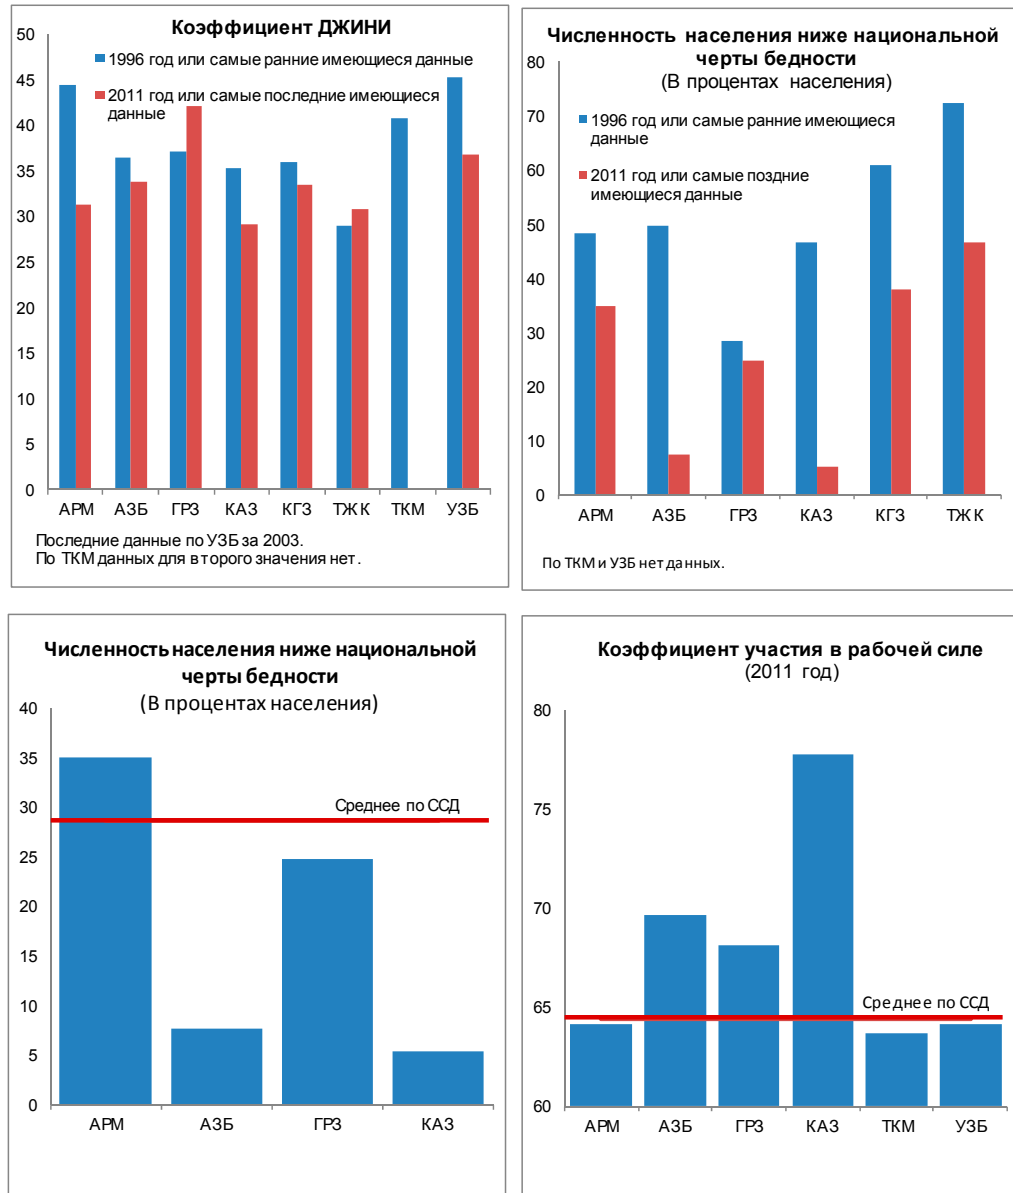 Коэффициент ДЖИНИ
1996 год или самые ранние имеющиеся данные
2011 год или самые последние имеющиеся
данные
50
45
40
35
30
25
20
15
10
5
0
АРМ АЗБ ГРЗ КАЗ КГЗ ТЖК ТКМ УЗБ
Последние данные по УЗБ за 2003.
По ТКМ данных для второго значения нет.
Численность населения ниже национальной
черты бедности
(В процентах населения)
1996 год или самые ранние имеющиеся
данные
2011 год или самые поздние
имеющиеся данные
80
70
60
50
40
30
20
10
0
АРМ АЗБ ГРЗ КАЗ КГЗ ТЖК
По ТКМ и УЗБ нет данных.
Численность населения ниже национальной
черты бедности
(В процентах населения)
40
35
30
25
20
15
10
5
0
Среднее по ССД
АРМ АЗБ ГРЗ КАЗ
Коэффициент участия в рабочей силе
(2011 год)
80
75
70
65
60
Среднее по ССД
АРМ АЗБ ГРЗ КАЗ ТКМ УЗБ